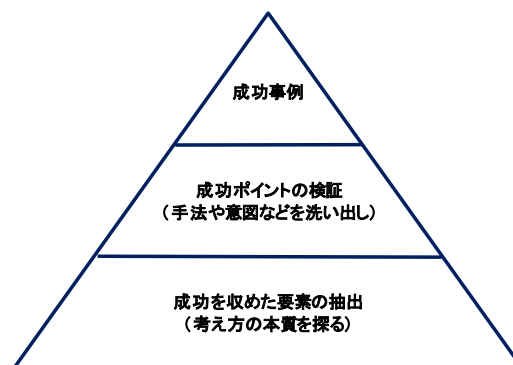 成功事例
成功ポイントの検証
（手法や意図などを洗い出し）
成功を収めた要素の抽出
（考え方の本質を探る）